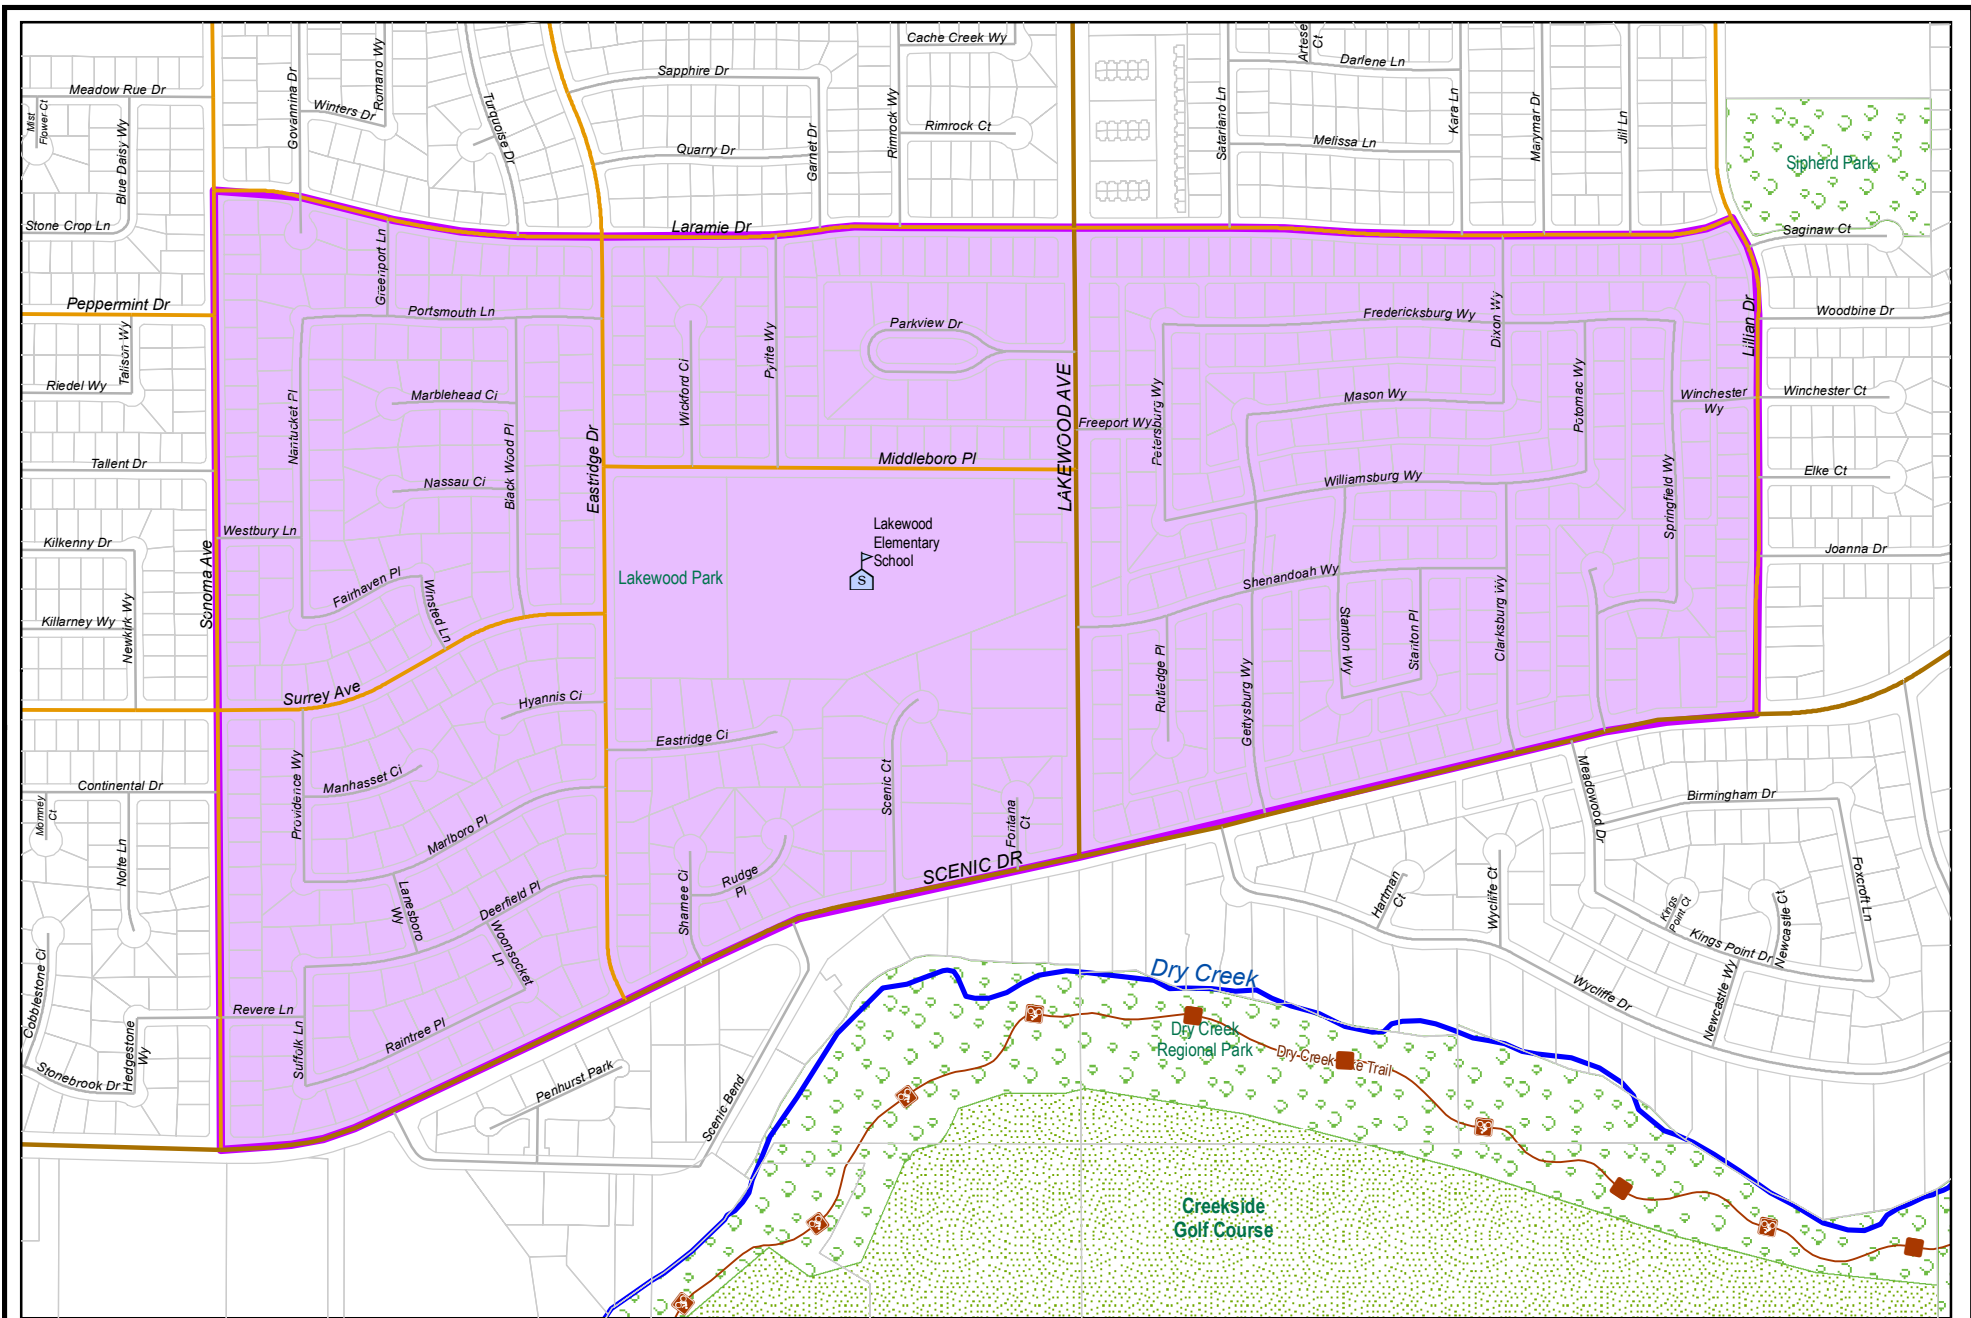 Cache Creek Wy
Artese
Ct
Darlene Ln
Sapphire Dr
Meadow Rue Dr
Mist
Flower Ct
Blue Daisy Wy
Giovannina Dr
Winters Dr
Romano Wy
Turquoise Dr
Quarry Dr
Garnet Dr
Rimrock Wy
Rimrock Ct
Satariano Ln
Melissa Ln
Kara Ln
Marymar Dr
Jill Ln
Sipherd Park
Stone Crop Ln
Laramie Dr
Saginaw Ct
Greenport Ln
Peppermint Dr
Portsmouth Ln
Parkview Dr
Fredericksburg Wy
Dixon Wy
Lillian Dr
Woodbine Dr
Talison Wy
Riedel Wy
Nantucket Pl
Marblehead Ci
Black Wood Pl
Eastridge Dr
Wickford Ci
Pyrite Wy
LAKEWOOD AVE
Freeport Wy
Petersburg Wy
Mason Wy
Potomac Wy
Winchester
Wy
Winchester Ct
Tallent Dr
Nassau Ci
Middleboro Pl
Williamsburg Wy
Springfield Wy
Elke Ct
Westbury Ln
Lakewood
Elementary
School
S
Kilkenny Dr
Sonoma Ave
Joanna Dr
Fairhaven Pl
Winsted Ln
Lakewood Park
Shenandoah Wy
Killarney Wy
Newkirk Wy
Stanton Wy
Stanton Pl
Clarksburg Wy
Rutledge Pl
Gettysburg Wy
Surrey Ave
Hyannis Ci
Eastridge Ci
Scenic Ct
Continental Dr
Providence Wy
Manhasset Ci
Momney
Ct
Nolte Ln
Marlboro Pl
Fontana
Ct
Meadowood Dr
Birmingham Dr
SCENIC DR
Lanesboro
Wy
Deerfield Pl
Shamee Ci
Rudge
Pl
Hartman
Ct
Wycliffe Ct
Kings
Point Ct
Newcastle Ct
Foxcroft Ln
Cobblestone Ci
Woonsocket
Ln
Kings Point Dr
Dry Creek
Wycliffe Dr
Newcastle Wy
Revere Ln
Hedgestone
Wy
Suffolk Ln
Raintree Pl
Dry Creek
Regional Park
Stonebrook Dr
Penhurst Park
Scenic Bend
Creekside
Golf Course